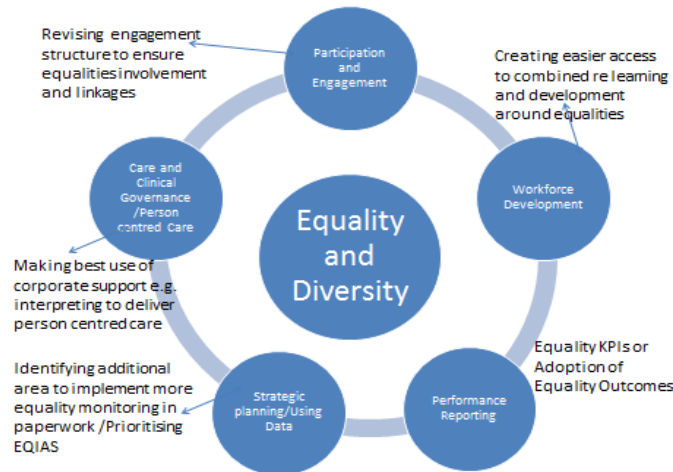 Revising engagement
structure to ensure
equalities involvement
and linkages
Participation
and
Engagement
Creating easier access
to combined re learning
and development
around equalities
Workforce
Development
Care and
Clinical
Governance
/Person
centred Care
Equality
and
Diversity
Making best use of
corporate support e.g.
interpreting to deliver
person centred care
Equality KPIs or
Adoption of
Equality Outcomes
Performance
Reporting
Strategic
planning/Using
Data
Identifying additional
area to implement more
equality monitoring in
paperwork /Prioritising
EQIAS